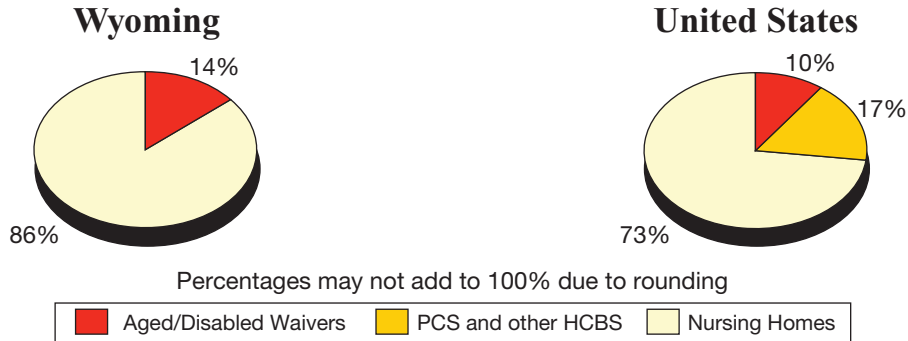 Wyoming
United States
14%
86%
10%
17%
73%
Percentages may not add to 100% due to rounding
Aged/Disabled Waivers
PCS and other HCBS
Nursing Homes